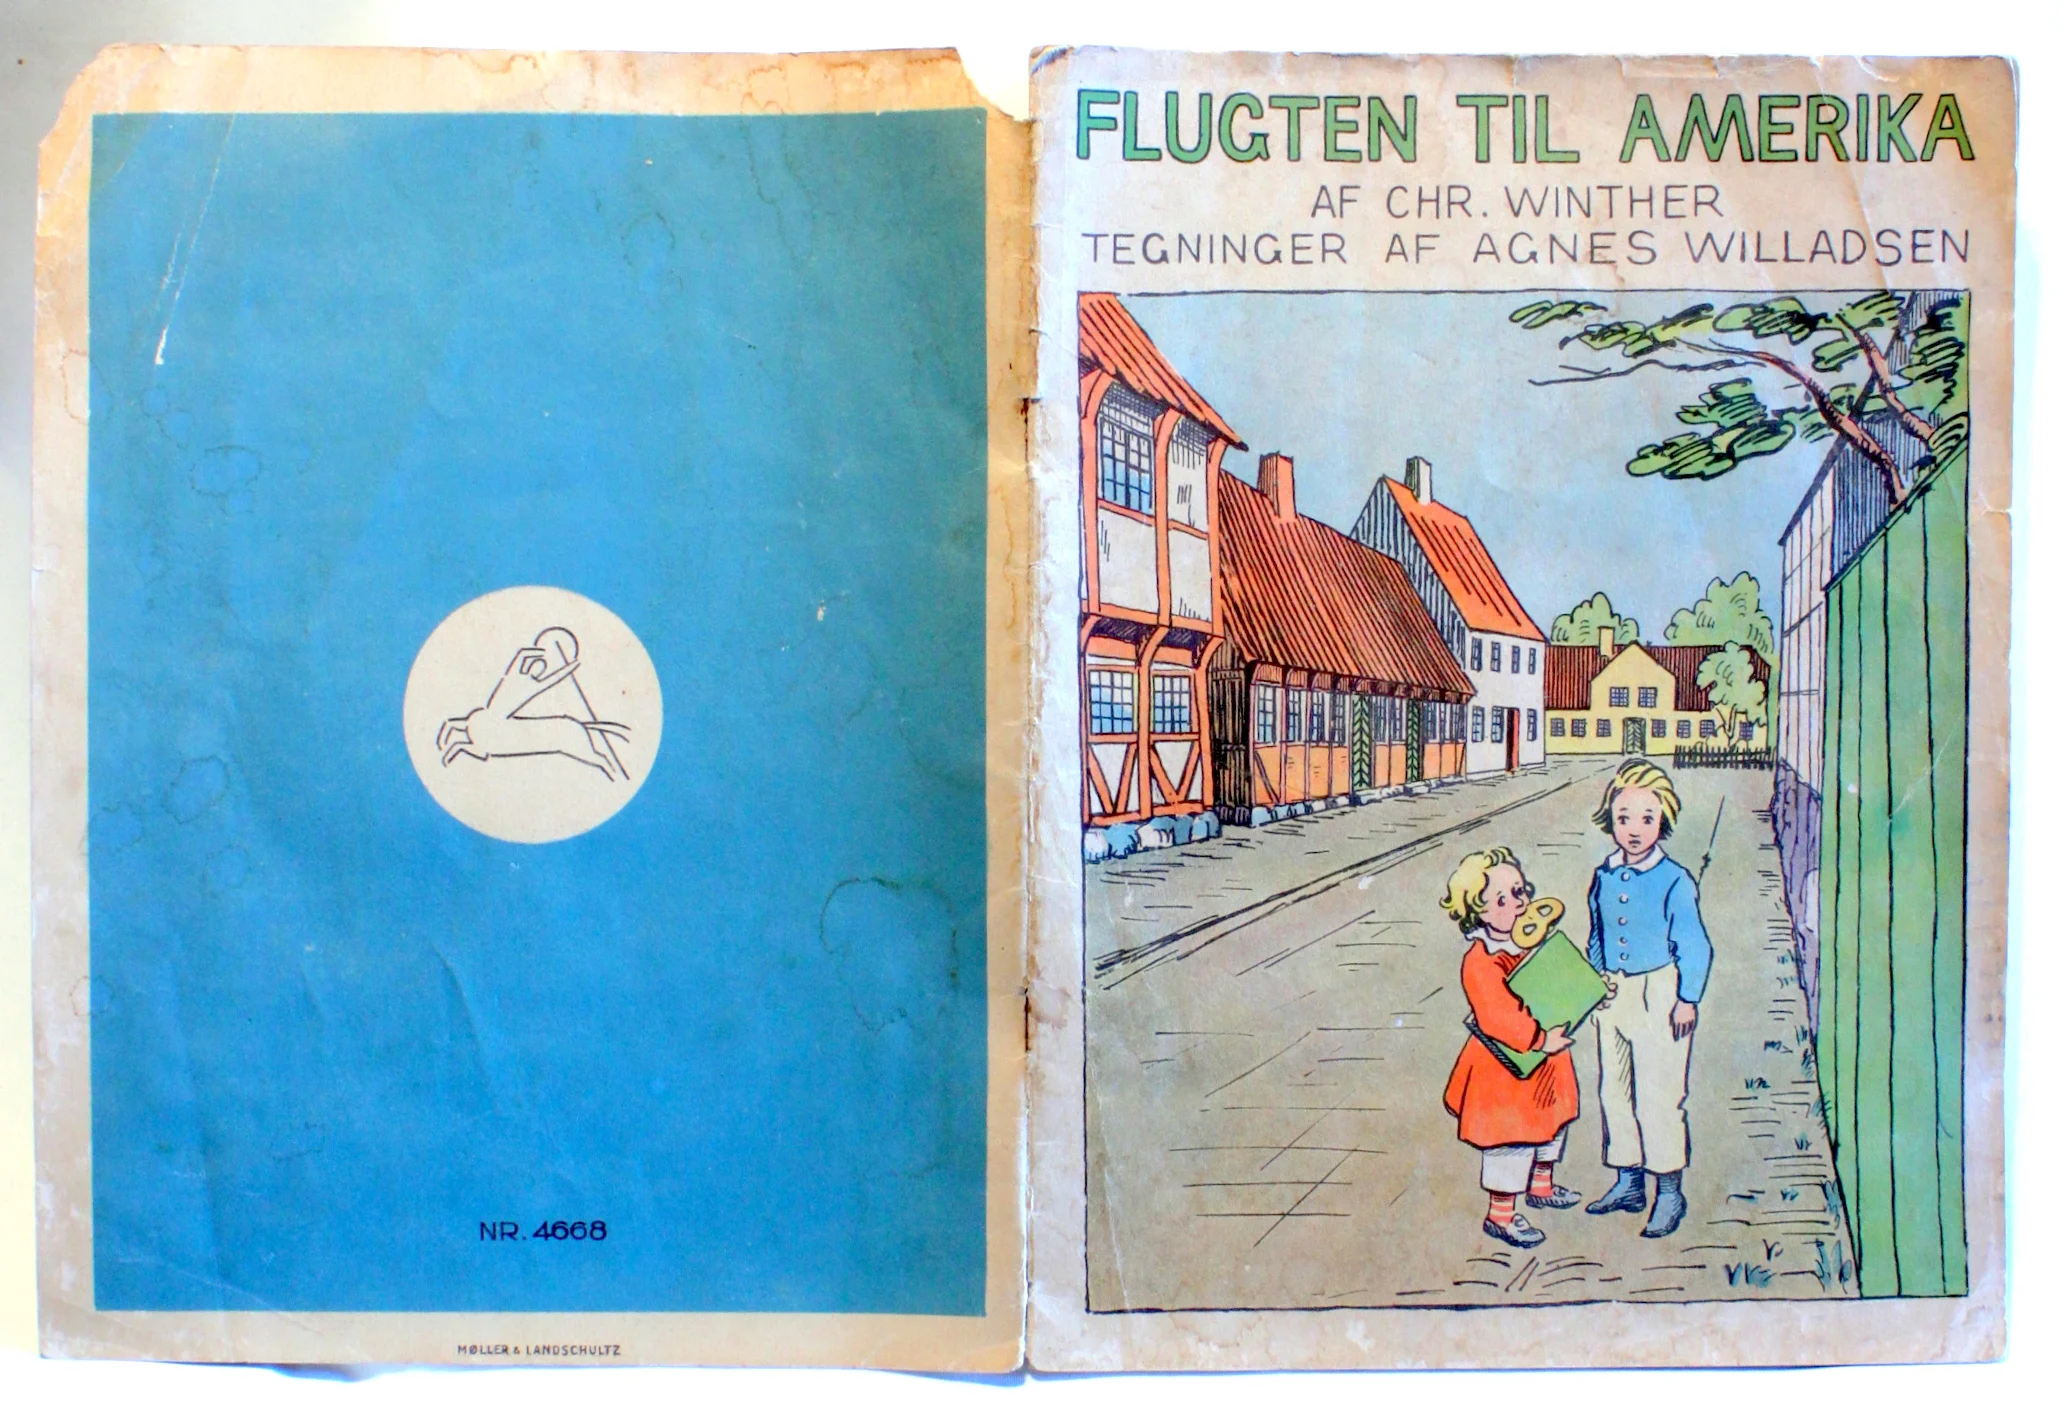 NR. 4668
MØLLER & LANDSCHULTZ
FLUGTEN TIL AMERIKA
AF CHR. WINTHER
TEGNINGER AF AGNES WILLADSEN